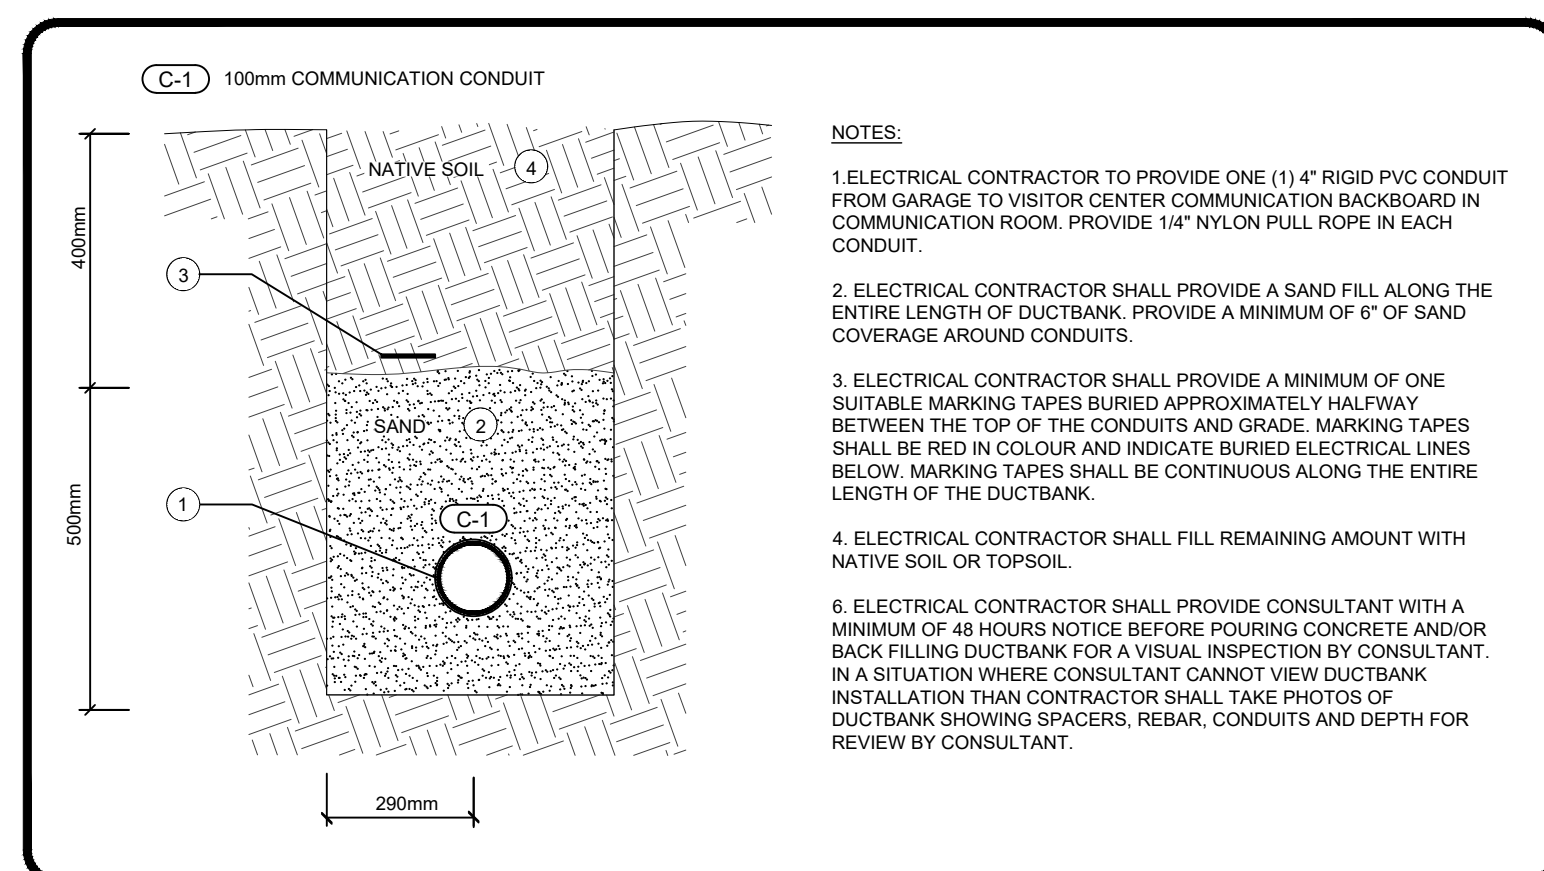 C-1 100mm COMMUNICATION CONDUIT
NATIVE SOIL 4
400mm
3
SAND 2
500mm
1
C-1
290mm
NOTES:
1.ELECTRICAL CONTRACTOR TO PROVIDE ONE (1) 4" RIGID PVC CONDUIT
FROM GARAGE TO VISITOR CENTER COMMUNICATION BACKBOARD IN
COMMUNICATION ROOM. PROVIDE 1/4" NYLON PULL ROPE IN EACH
CONDUIT.
2. ELECTRICAL CONTRACTOR SHALL PROVIDE A SAND FILL ALONG THE
ENTIRE LENGTH OF DUCTBANK. PROVIDE A MINIMUM OF 6" OF SAND
COVERAGE AROUND CONDUITS.
3. ELECTRICAL CONTRACTOR SHALL PROVIDE A MINIMUM OF ONE
SUITABLE MARKING TAPES BURIED APPROXIMATELY HALFWAY
BETWEEN THE TOP OF THE CONDUITS AND GRADE. MARKING TAPES
SHALL BE RED IN COLOUR AND INDICATE BURIED ELECTRICAL LINES
BELOW. MARKING TAPES SHALL BE CONTINUOUS ALONG THE ENTIRE
LENGTH OF THE DUCTBANK.
4. ELECTRICAL CONTRACTOR SHALL FILL REMAINING AMOUNT WITH
NATIVE SOIL OR TOPSOIL.
6. ELECTRICAL CONTRACTOR SHALL PROVIDE CONSULTANT WITH A
MINIMUM OF 48 HOURS NOTICE BEFORE POURING CONCRETE AND/OR
BACK FILLING DUCTBANK FOR A VISUAL INSPECTION BY CONSULTANT.
IN A SITUATION WHERE CONSULTANT CANNOT VIEW DUCTBANK
INSTALLATION THAN CONTRACTOR SHALL TAKE PHOTOS OF
DUCTBANK SHOWING SPACERS, REBAR, CONDUITS AND DEPTH FOR
REVIEW BY CONSULTANT.